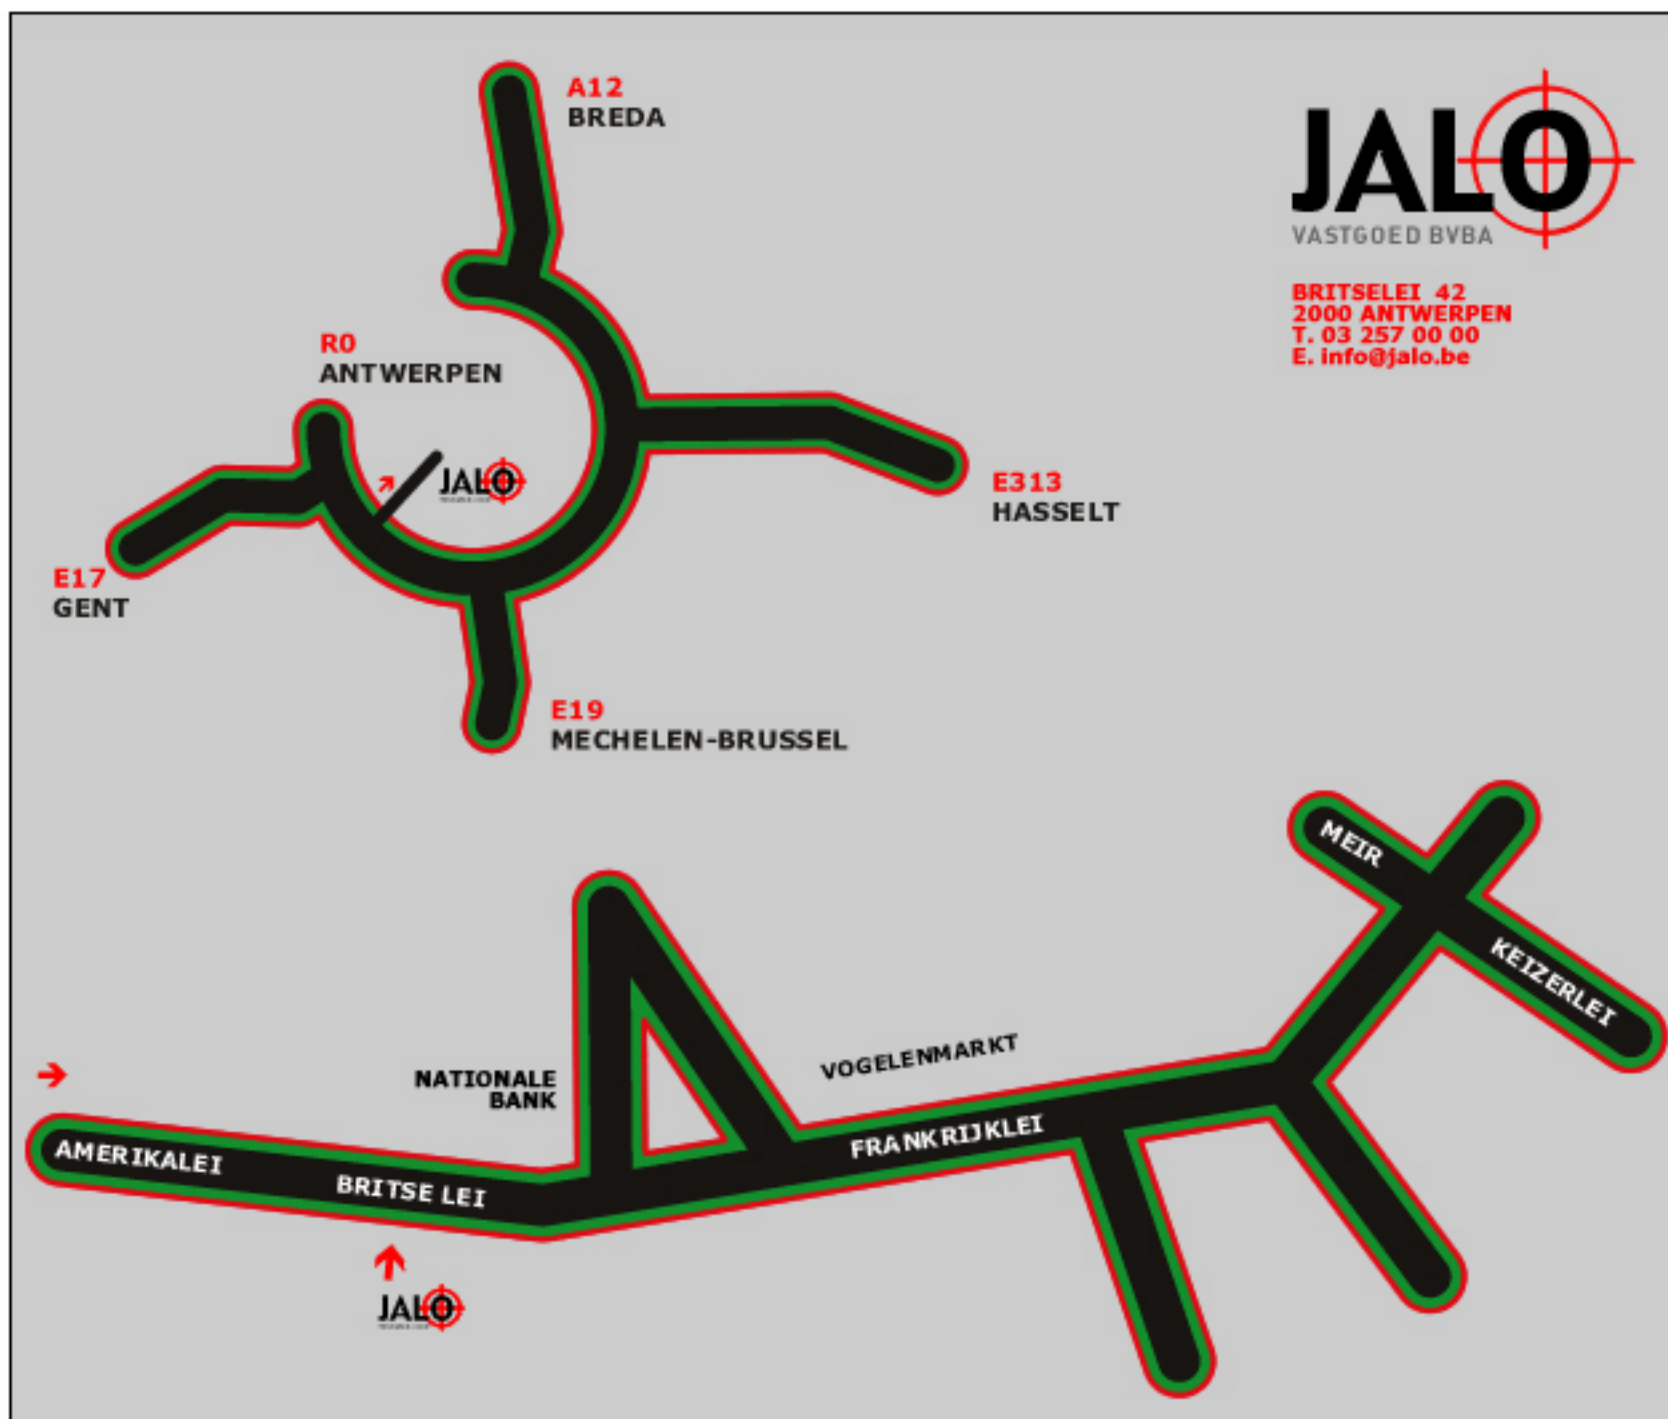 A12
BREDA
JALO
VASTGOED BVBA
BRITSELEI 42
2000 ANTWERPEN
T. 03 257 00 00
E. info@jalo.be
R0
ANTWERPEN
JALO
E313
HASSELT
E17
GENT
E19
MECHELEN-BRUSSEL
MEIR
KEIZERLEI
VOGELENMARKT
NATIONALE
BANK
FRANKRIJKLEI
AMERIKALEI
BRITSE LEI
JALO